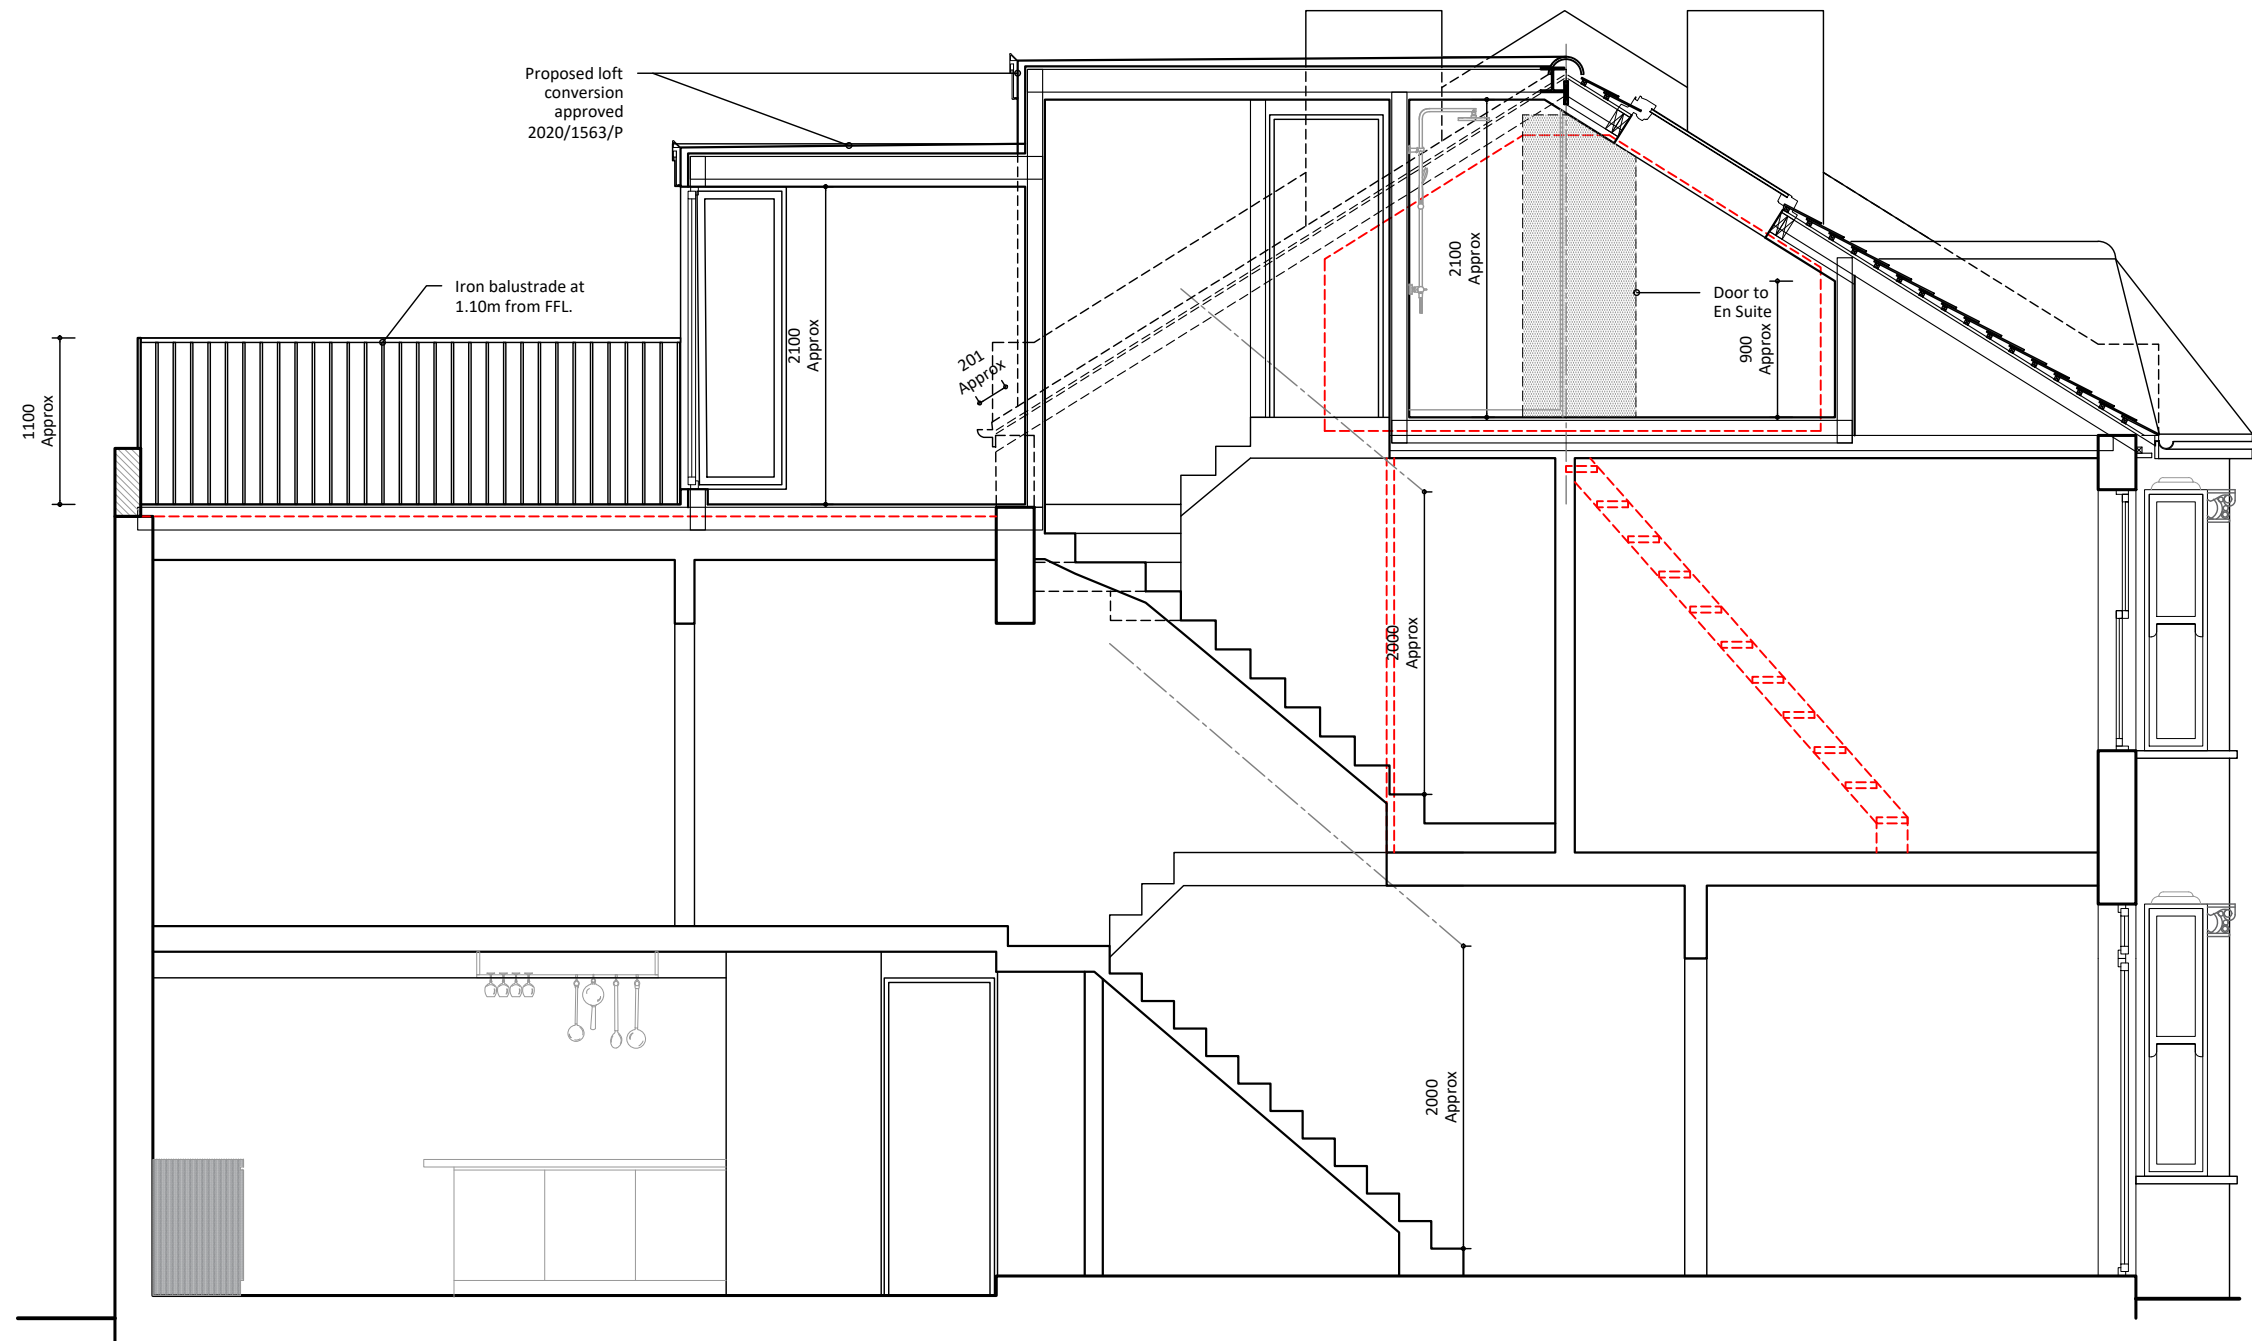 Proposed loft
conversion
approved
2020/1563/P
Iron balustrade at
1.10m from FFL.
1100
Approx
2100
Approx
201
Approx
2100
Approx
Door to
En Suite
900
Approx
2000
Approx
2000
Approx